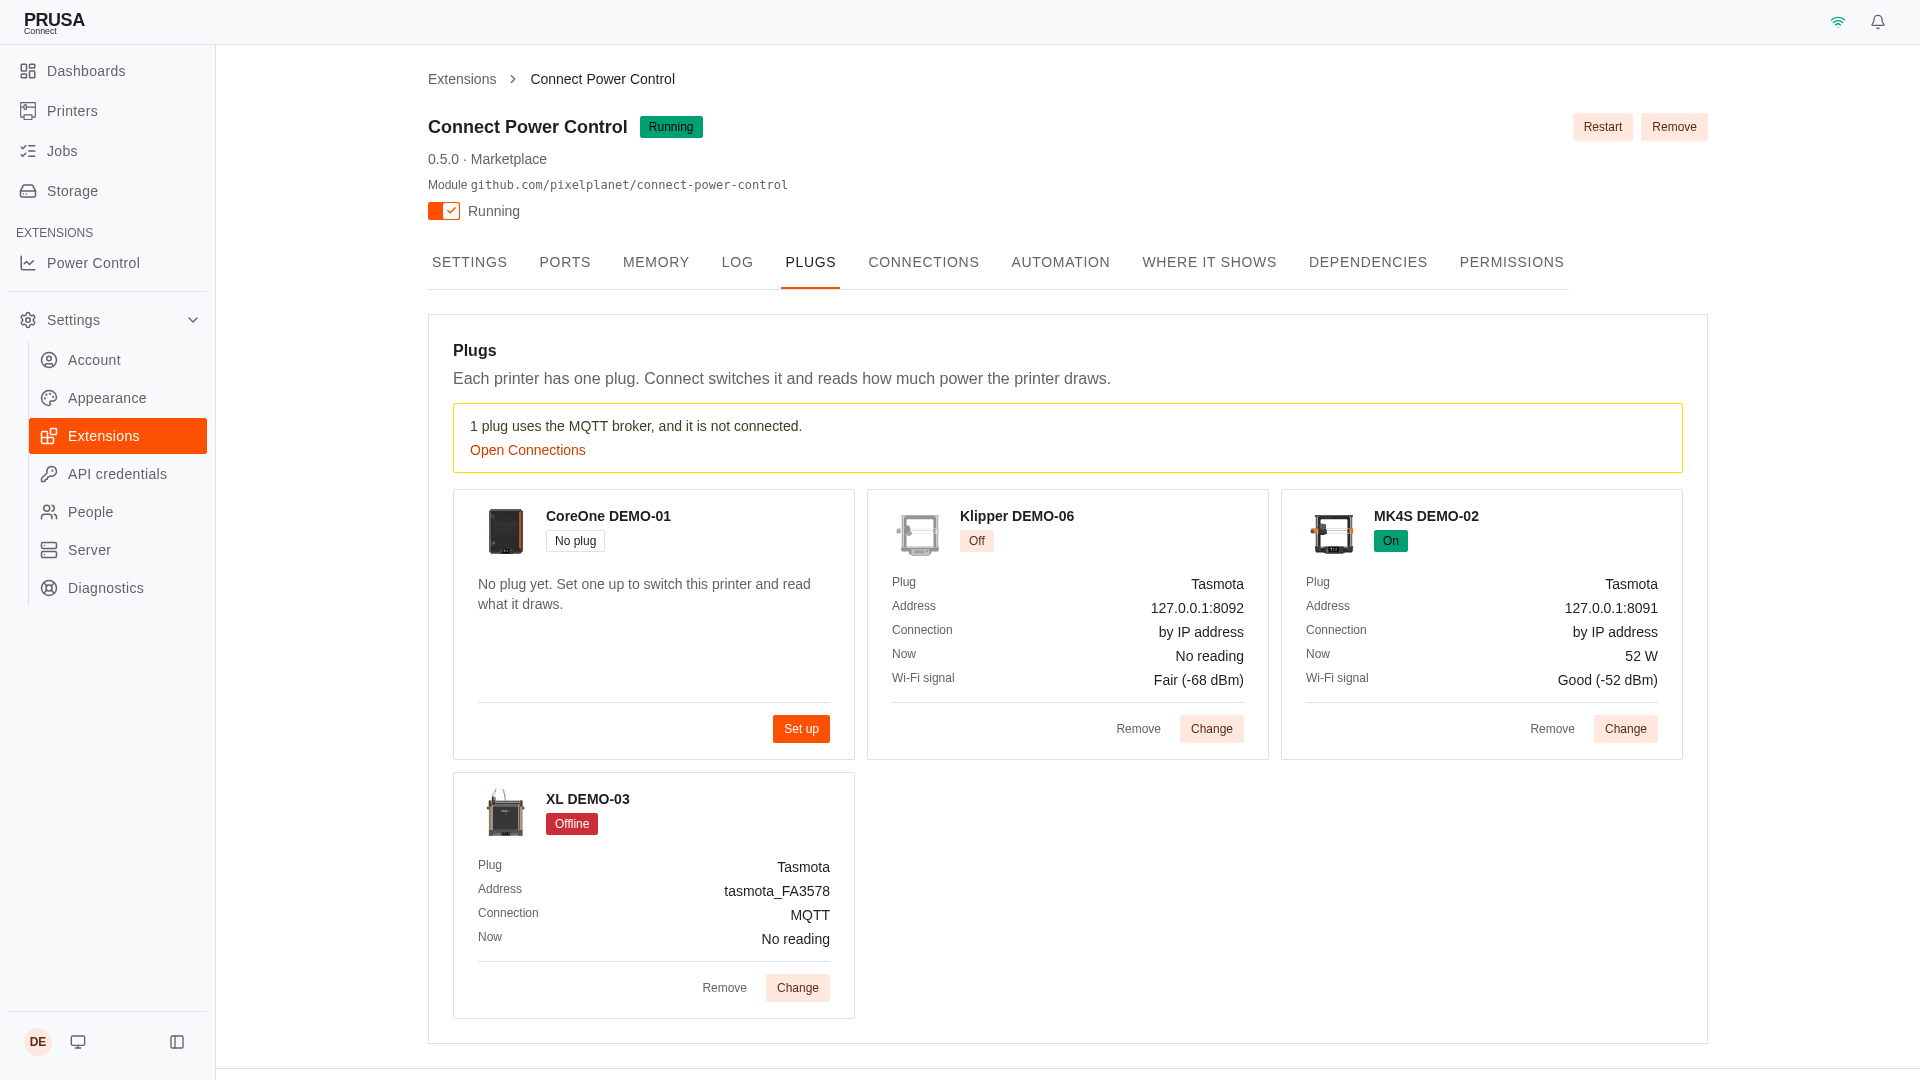 PRUSA
Connect
Dashboards
Printers
Jobs
Storage
EXTENSIONS
Power Control
Settings
Account
Appearance
Extensions
API credentials
People
Server
Diagnostics
DE
Extensions
Connect Power Control
Connect Power Control
Running
Restart
Remove
0.5.0 · Marketplace
Module github.com/pixelplanet/connect-power-control
Running
SETTINGS
PORTS
MEMORY
LOG
PLUGS
CONNECTIONS
AUTOMATION
WHERE IT SHOWS
DEPENDENCIES
PERMISSIONS
Plugs
Each printer has one plug. Connect switches it and reads how much power the printer draws.
1 plug uses the MQTT broker, and it is not connected.
Open Connections
CoreOne DEMO-01
No plug
No plug yet. Set one up to switch this printer and read
what it draws.
Set up
Klipper DEMO-06
Off
Plug Tasmota
Address 127.0.0.1:8092
Connection by IP address
Now No reading
Wi-Fi signal Fair (-68 dBm)
Remove Change
MK4S DEMO-02
On
Plug Tasmota
Address 127.0.0.1:8091
Connection by IP address
Now 52 W
Wi-Fi signal Good (-52 dBm)
Remove Change
XL DEMO-03
Offline
Plug Tasmota
Address tasmota_FA3578
Connection MQTT
Now No reading
Remove Change